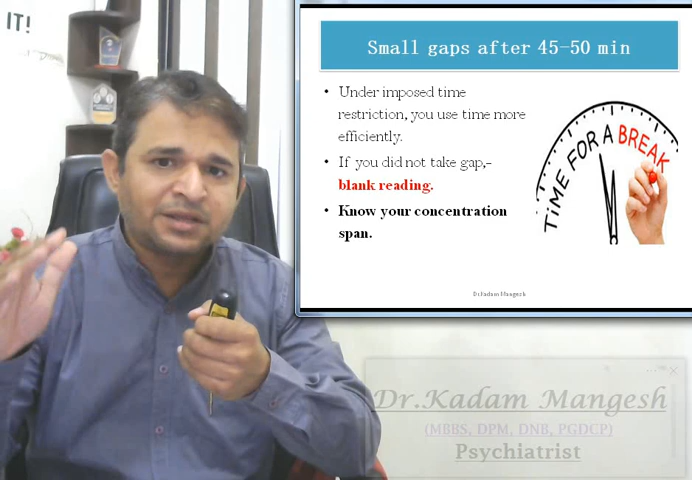 IT!
Small gaps after 45-50 min
• Under imposed time
restriction, you use time more
efficiently.
• If you did not take gap,-
blank reading.
• Know your concentration
span.
TIME FOR A BREAK
Dr.Kadam Mangesh
Dr.Kadam Mangesh
(MBBS, DPM, DNB, PGDCP)
Psychiatrist